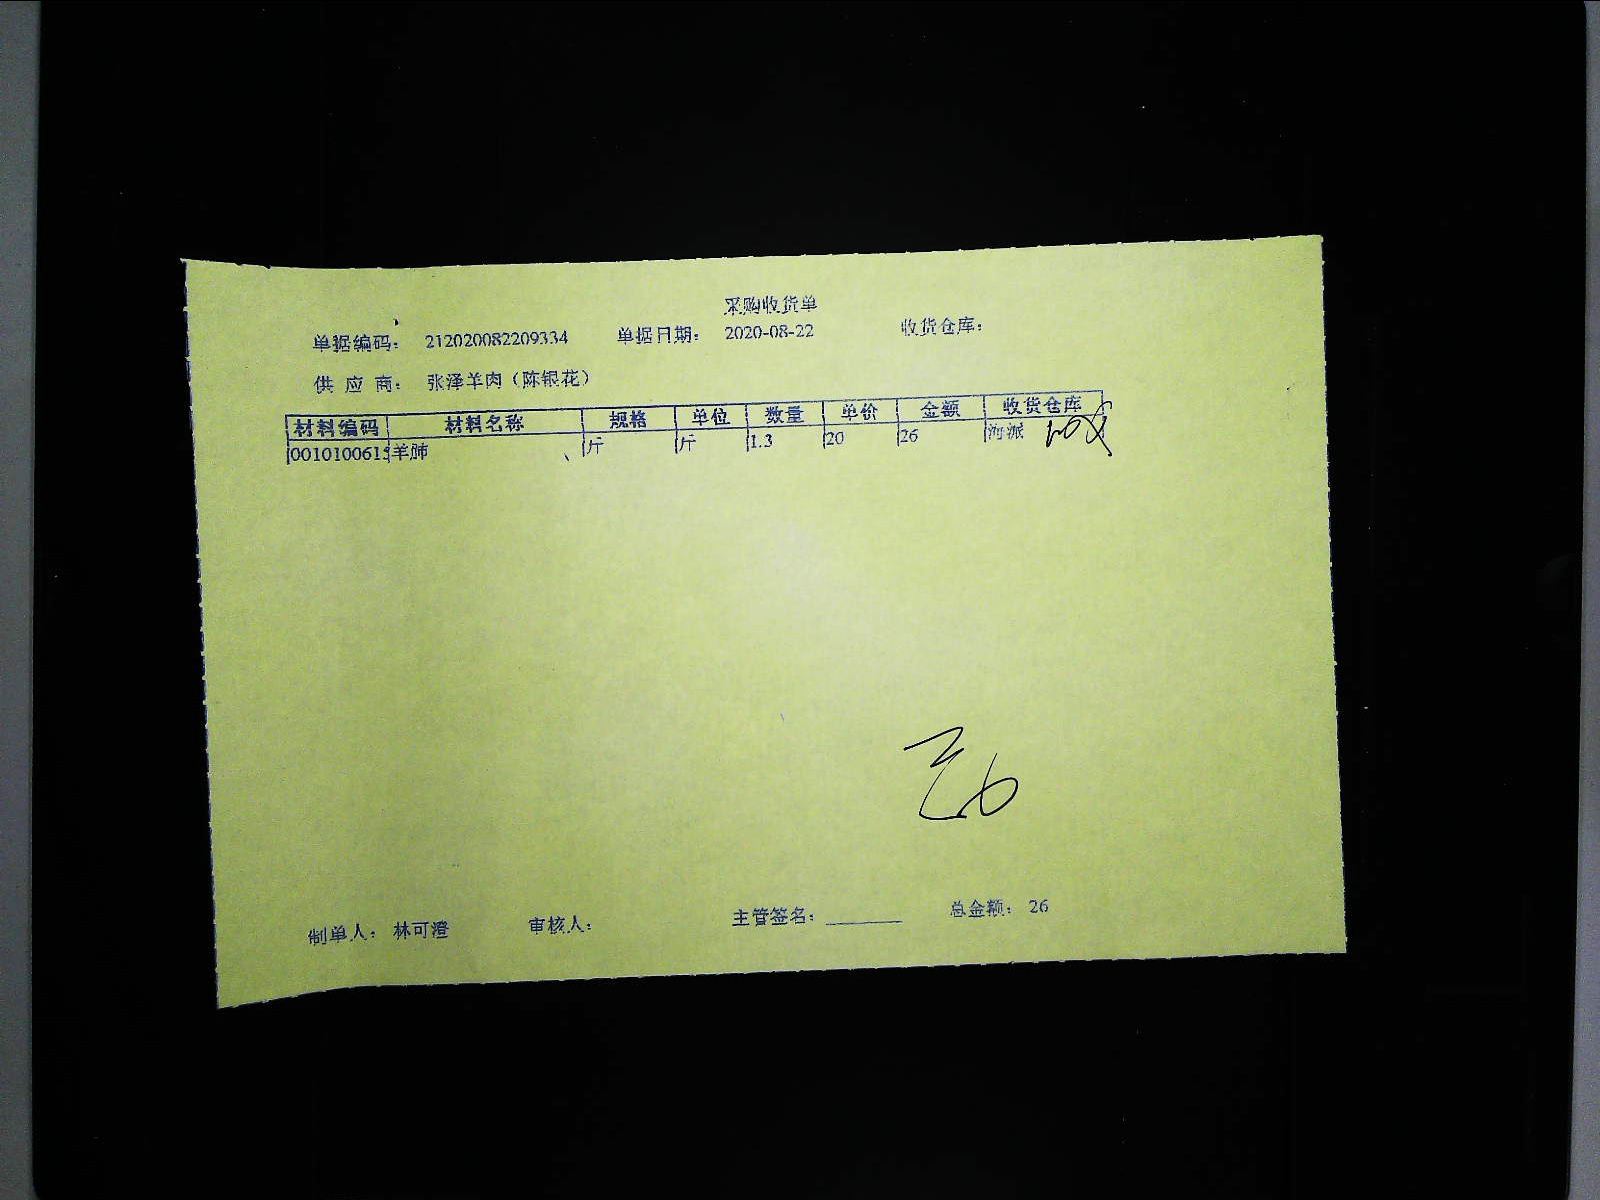 采购收货单
单据编码： 212020082209334 单据日期： 2020-08-22 收货仓库：
供 应 商： 张泽羊肉（陈银花）
材料编码 材料名称 规格 单位 数量 单价 金额 收货仓库
0010100615 羊肺 斤 斤 1.3 20 26 海派
26
制单人： 林可澄 审核人： 主管签名：________ 总金额： 26